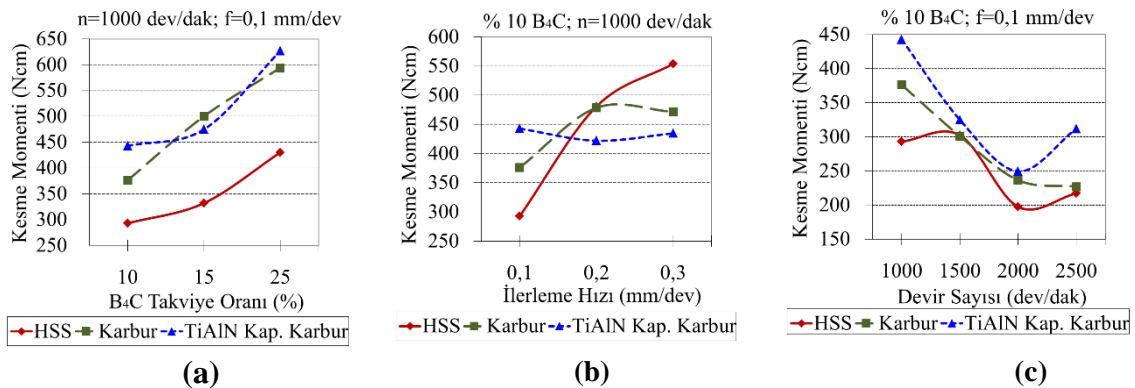 n=1000 dev/dak; f=0,1 mm/dev
Kesme Momenti (Ncm)
650
600
550
500
450
400
350
300
250
10 15 25
B₄C Takviye Oranı (%)
HSS Karbur TiAlN Kap. Karbur
(a)
% 10 B₄C; n=1000 dev/dak
Kesme Momenti (Ncm)
600
550
500
450
400
350
300
250
0,1 0,2 0,3
İlerleme Hızı (mm/dev)
HSS Karbur TiAlN Kap. Karbur
(b)
% 10 B₄C; f=0,1 mm/dev
Kesme Momenti (Ncm)
450
400
350
300
250
200
150
1000 1500 2000 2500
Devir Sayısı (dev/dak)
HSS Karbur TiAlN Kap. Karbur
(c)